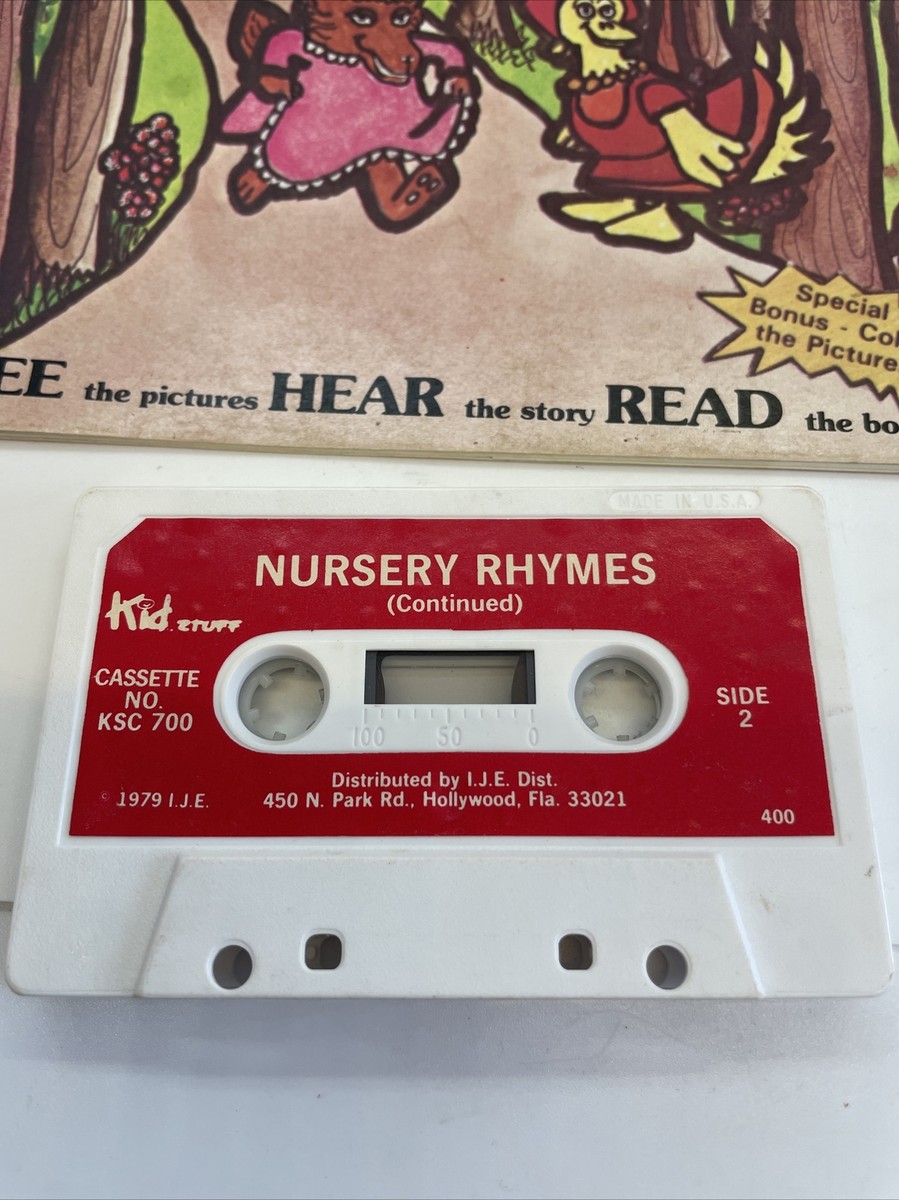 Special
Bonus - Col
the Picture
EE the pictures HEAR the story READ the bo
MADE IN U.S.A.
NURSERY RHYMES
(Continued)
Kid STUFF
CASSETTE
NO.
KSC 700
SIDE
2
100 50 0
Distributed by I.J.E. Dist.
© 1979 I.J.E.
450 N. Park Rd., Hollywood, Fla. 33021
400